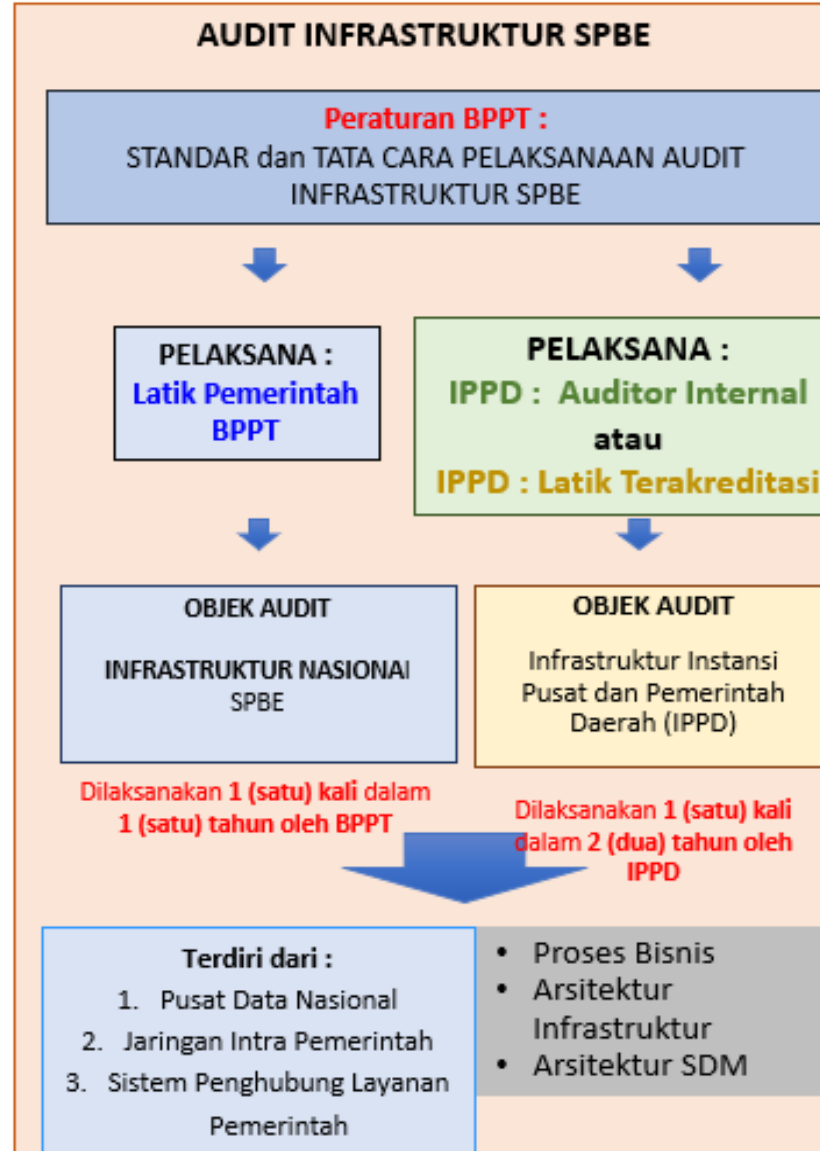 AUDIT INFRASTRUKTUR SPBE
Peraturan BPPT :
STANDAR dan TATA CARA PELAKSANAAN AUDIT
INFRASTRUKTUR SPBE
PELAKSANA :
Latik Pemerintah
BPPT
PELAKSANA :
IPPD : Auditor Internal
atau
IPPD : Latik Terakreditasi
OBJEK AUDIT
INFRASTRUKTUR NASIONAl
SPBE
OBJEK AUDIT
Infrastruktur Instansi
Pusat dan Pemerintah
Daerah (IPPD)
Dilaksanakan 1 (satu) kali dalam
1 (satu) tahun oleh BPPT
Dilaksanakan 1 (satu) kali
dalam 2 (dua) tahun oleh
IPPD
Terdiri dari :
1. Pusat Data Nasional
2. Jaringan Intra Pemerintah
3. Sistem Penghubung Layanan
Pemerintah
• Proses Bisnis
• Arsitektur
Infrastruktur
• Arsitektur SDM